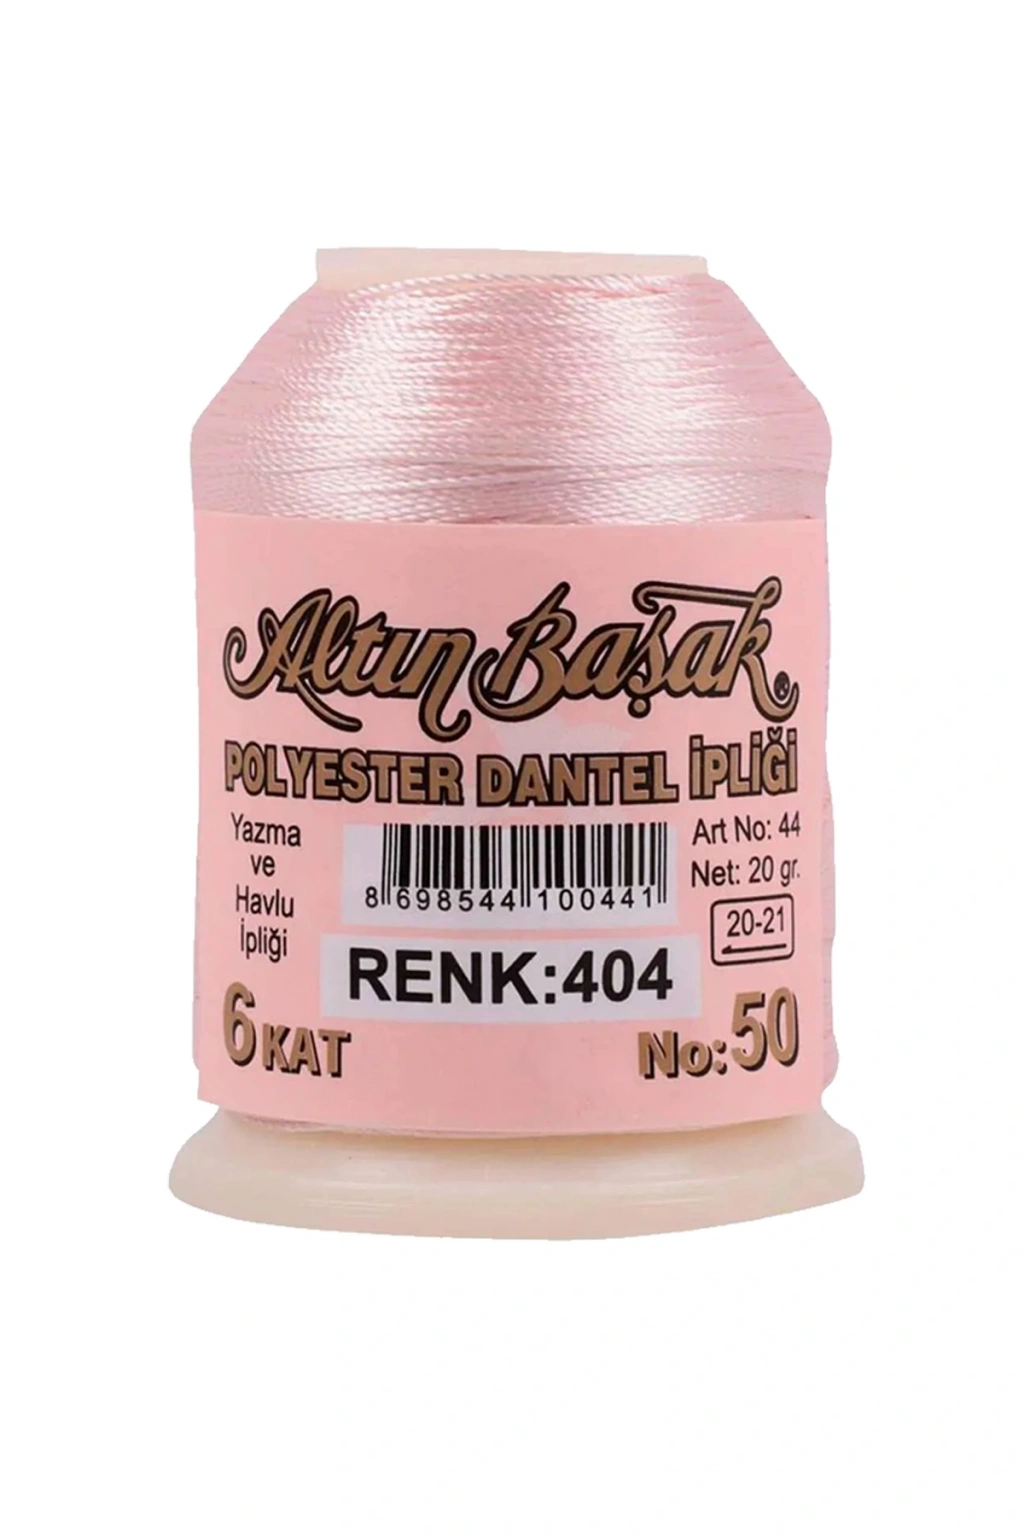 Altın Başak
POLYESTER DANTEL İPLİĞİ
Yazma
ve
Havlu
İpliği
8 698544 100441
Art No: 44
Net: 20 gr.
20-21
RENK:404
6 KAT
No:50